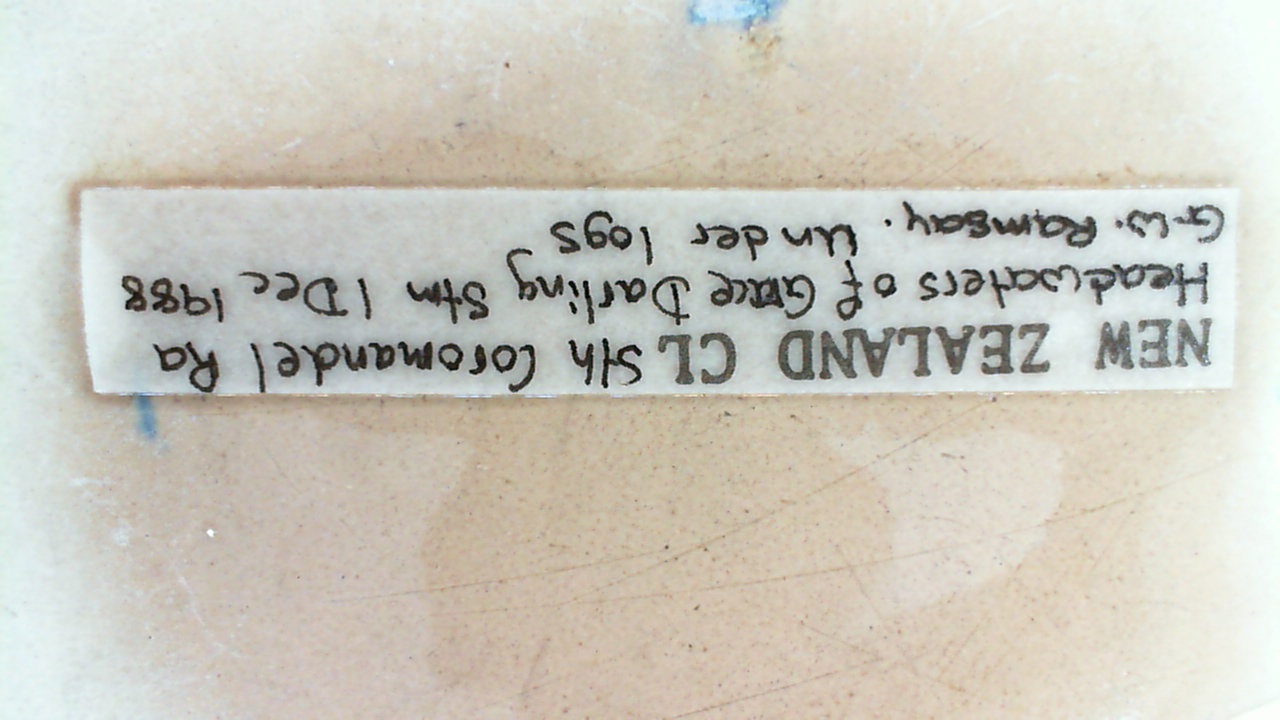 NEW ZEALAND CL Sth Coromandel Ra
Headwaters of Grace Darling Stm 1 Dec 1988
G.W. Ramsay. Under logs